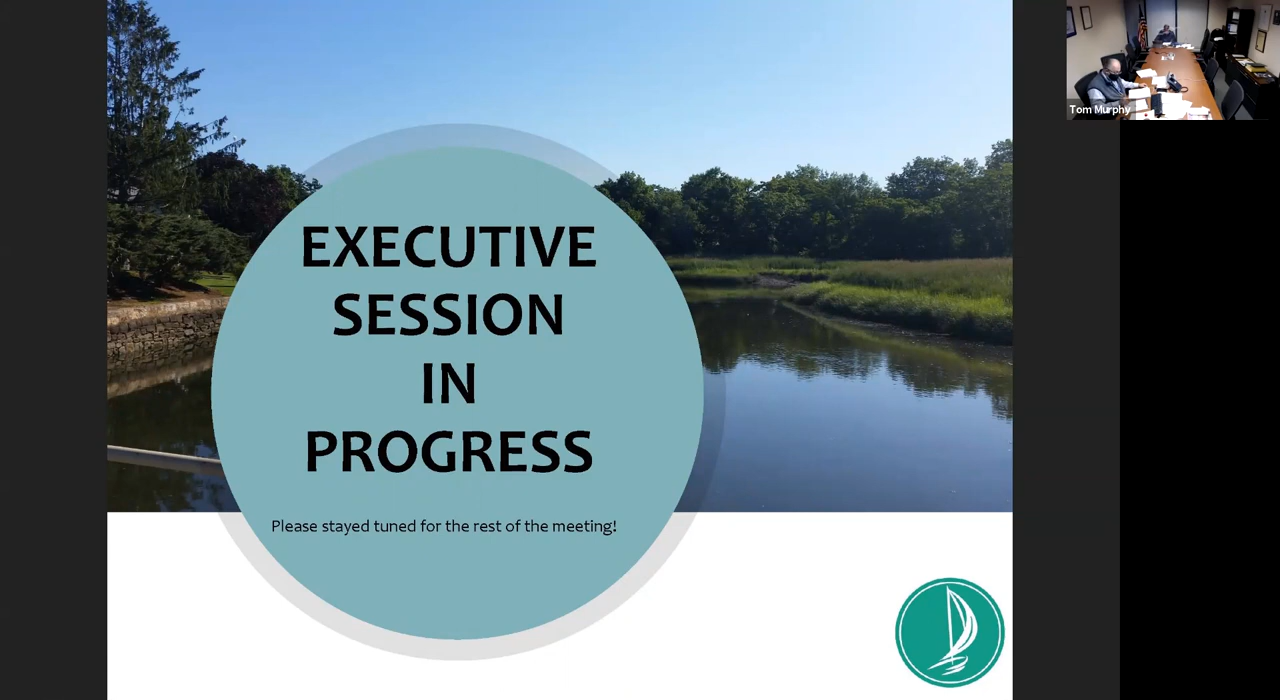 EXECUTIVE
SESSION
IN
PROGRESS
Please stayed tuned for the rest of the meeting!
Tom Murphy